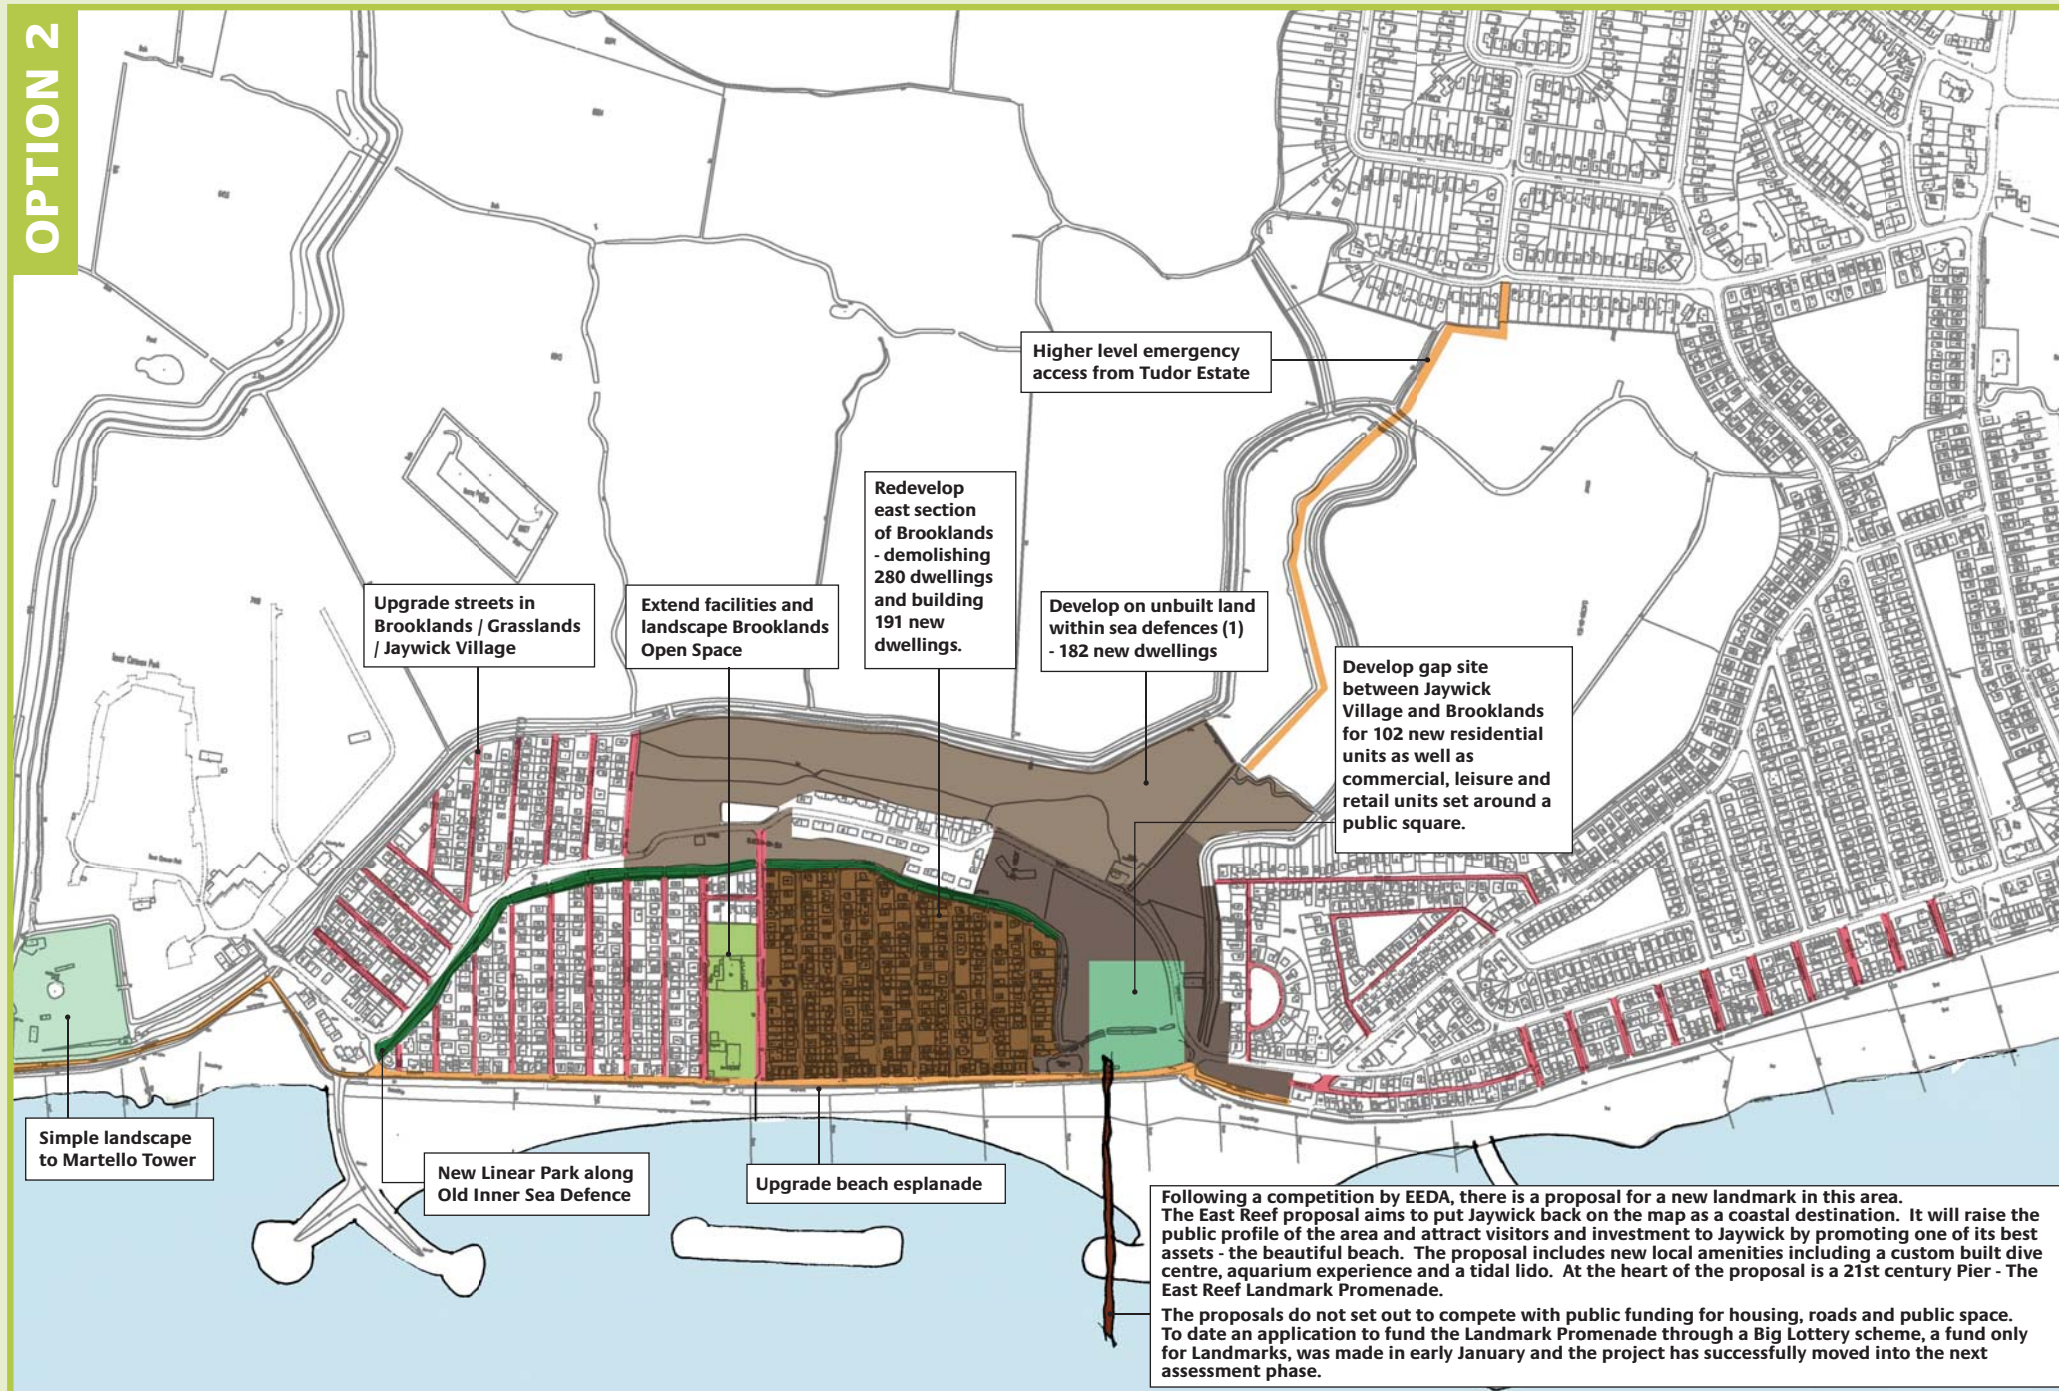 OPTION 2
Higher level emergency
access from Tudor Estate
Redevelop
east section
of Brooklands
- demolishing
280 dwellings
and building
191 new
dwellings.
Upgrade streets in
Brooklands / Grasslands
/ Jaywick Village
Extend facilities and
landscape Brooklands
Open Space
Develop on unbuilt land
within sea defences (1)
- 182 new dwellings
Develop gap site
between Jaywick
Village and Brooklands
for 102 new residential
units as well as
commercial, leisure and
retail units set around a
public square.
Simple landscape
to Martello Tower
New Linear Park along
Old Inner Sea Defence
Upgrade beach esplanade
Following a competition by EEDA, there is a proposal for a new landmark in this area.
The East Reef proposal aims to put Jaywick back on the map as a coastal destination. It will raise the
public profile of the area and attract visitors and investment to Jaywick by promoting one of its best
assets - the beautiful beach. The proposal includes new local amenities including a custom built dive
centre, aquarium experience and a tidal lido. At the heart of the proposal is a 21st century Pier - The
East Reef Landmark Promenade.
The proposals do not set out to compete with public funding for housing, roads and public space.
To date an application to fund the Landmark Promenade through a Big Lottery scheme, a fund only
for Landmarks, was made in early January and the project has successfully moved into the next
assessment phase.